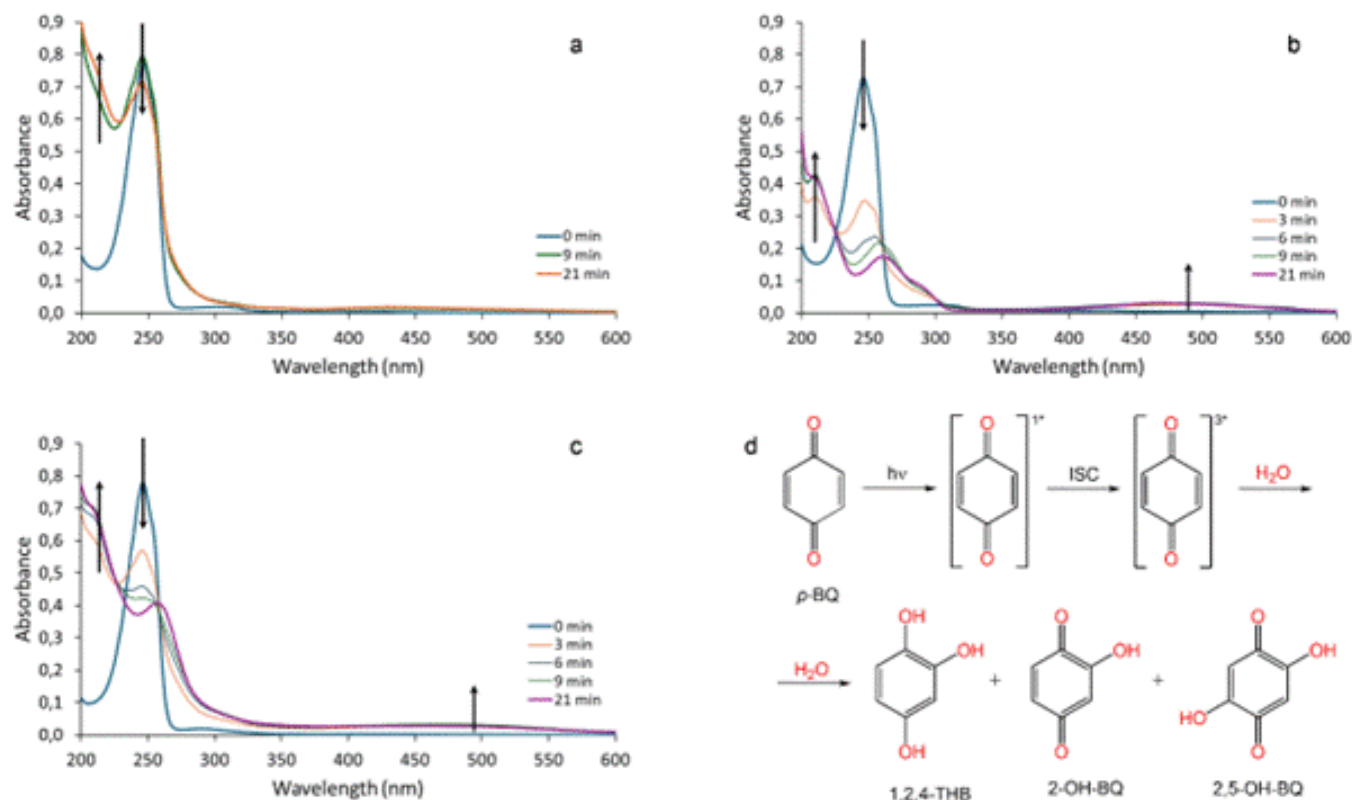 a
0,9
0,8
0,7
0,6
0,5
0,4
0,3
0,2
0,1
0,0
Absorbance
0 min
9 min
21 min
200 250 300 350 400 450 500 550 600
Wavelength (nm)
b
0,9
0,8
0,7
0,6
0,5
0,4
0,3
0,2
0,1
0,0
Absorbance
0 min
3 min
6 min
9 min
21 min
200 250 300 350 400 450 500 550 600
Wavelength (nm)
c
0,9
0,8
0,7
0,6
0,5
0,4
0,3
0,2
0,1
0,0
Absorbance
0 min
3 min
6 min
9 min
21 min
200 250 300 350 400 450 500 550 600
Wavelength (nm)
d
O
O
p-BQ
hν
O
O
1*
ISC
O
O
3*
H₂O
H₂O
OH
OH
OH
1,2,4-THB
+
O
OH
O
2-OH-BQ
+
O
OH
HO
O
2,5-OH-BQ